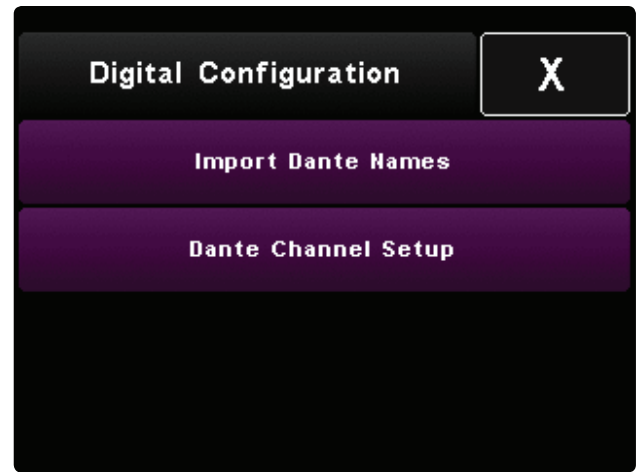 Digital Configuration X
Import Dante Names
Dante Channel Setup